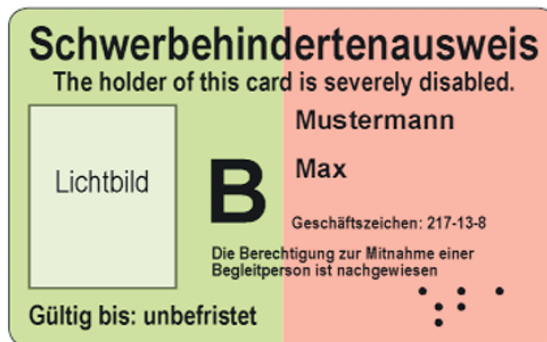 Schwerbehindertenausweis
The holder of this card is severely disabled.
Lichtbild
B
Mustermann
Max
Geschäftszeichen: 217-13-8
Die Berechtigung zur Mitnahme einer
Begleitperson ist nachgewiesen
Gültig bis: unbefristet